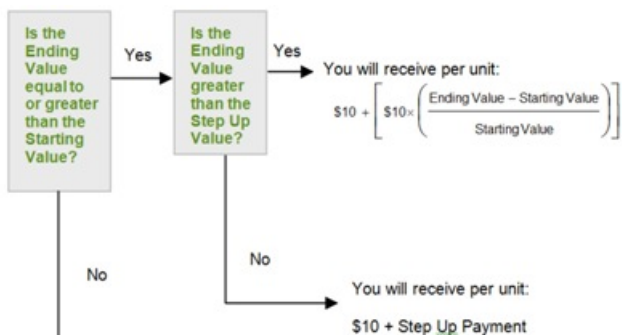 Is the
Ending
Value
equal to
or greater
than the
Starting
Value?
Yes
Is the
Ending
Value
greater
than the
Step Up
Value?
Yes
You will receive per unit:
$10 + [$10× (Ending Value – Starting Value
Starting Value)]
No
No
You will receive per unit:
$10 + Step Up Payment